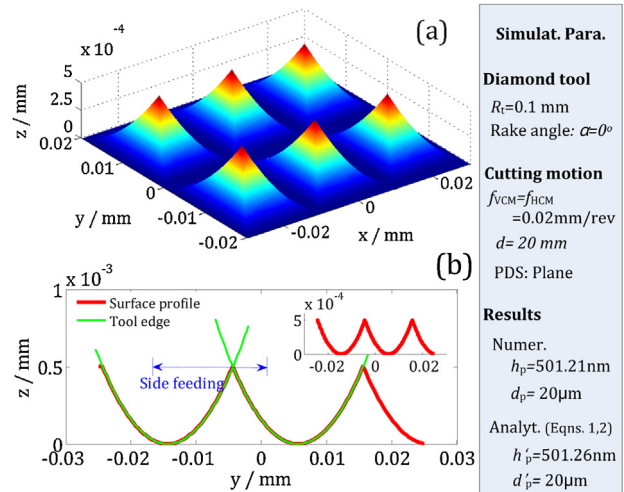 (a)
x 10⁻⁴
5
2.5
0
z / mm
0.02
0.01
0
-0.01
-0.02
y / mm
-0.02
0
0.02
x / mm
(b)
x 10⁻³
1
0.5
0
z / mm
Surface profile
Tool edge
Side feeding
x 10⁻⁴
5
0
-0.02
0
0.02
-0.03
-0.02
-0.01
0
0.01
0.02
0.03
y / mm
Simulat. Para.
Diamond tool
Rt=0.1 mm
Rake angle: α=0°
Cutting motion
fVCM=fHCM
=0.02mm/rev
d= 20 mm
PDS: Plane
Results
Numer.
hp=501.21nm
dp= 20μm
Analyt. (Eqns. 1,2)
h′p=501.26nm
d′p= 20μm